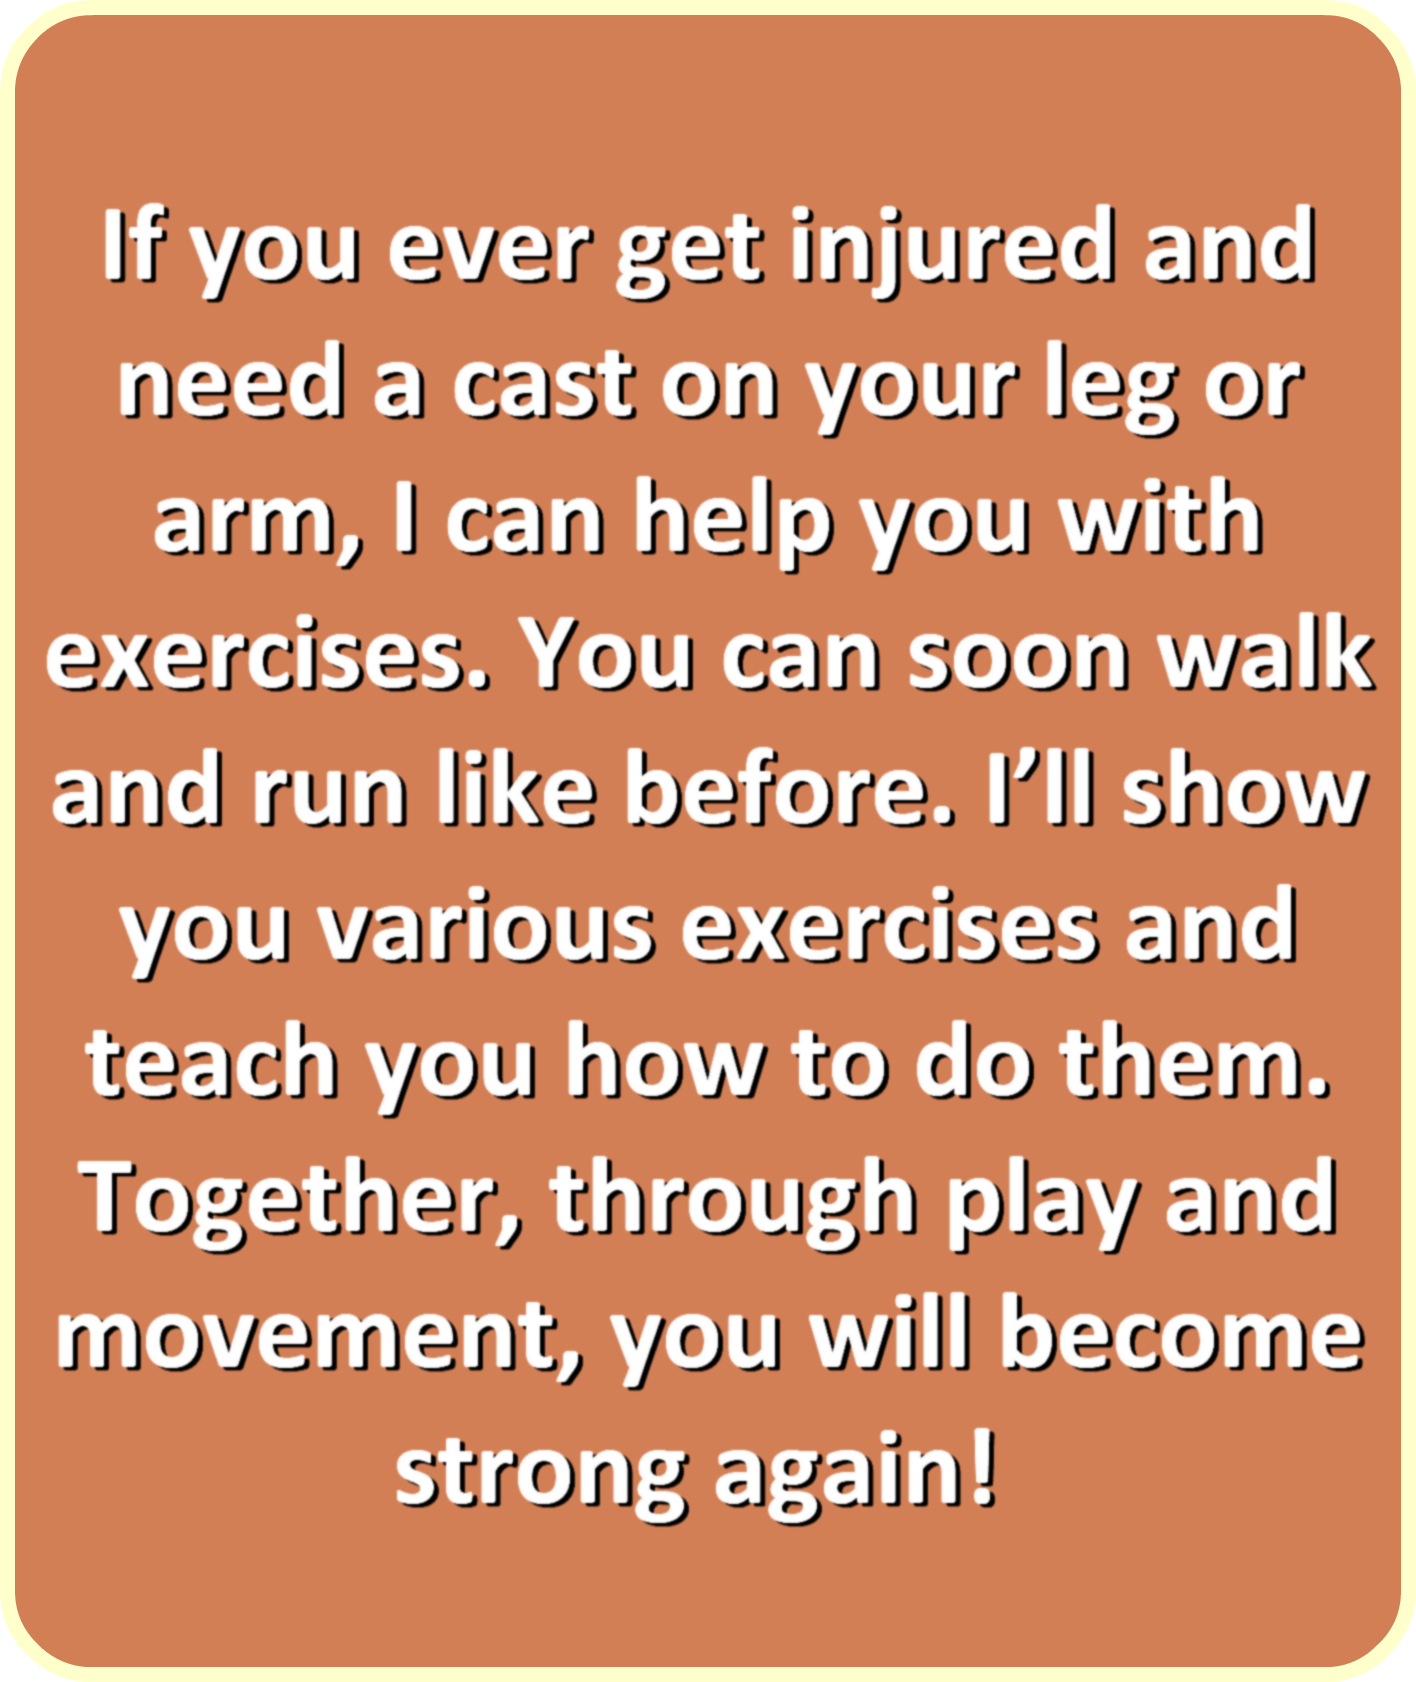 If you ever get injured and
need a cast on your leg or
arm, I can help you with
exercises. You can soon walk
and run like before. I’ll show
you various exercises and
teach you how to do them.
Together, through play and
movement, you will become
strong again!